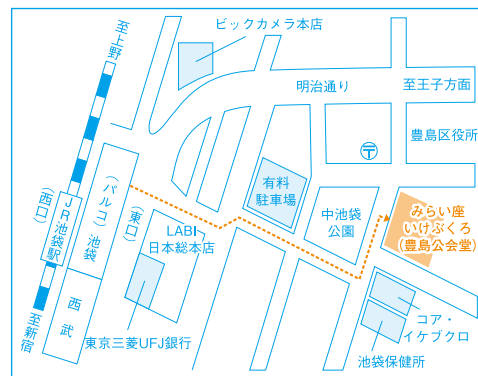 至上野
ビックカメラ本店
明治通り
至王子方面
豊島区役所
〒
有料
駐車場
中池袋
公園
みらい座
いけぶくろ
(豊島公会堂)
(パルコ)池袋
(東口)
LABI
日本総本店
JR池袋駅
(西口)
西武
至新宿
東京三菱UFJ銀行
コア・
イケブクロ
池袋保健所